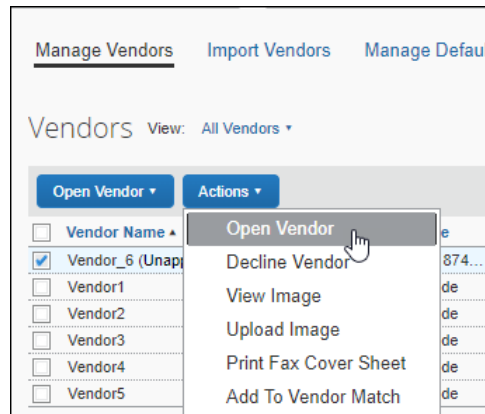 Manage Vendors Import Vendors Manage Defau
Vendors View: All Vendors
Open Vendor Actions
Vendor Name e
Open Vendor
Vendor_6 (Unapp 874...
Decline Vendor
Vendor1 de
View Image
Vendor2 de
Upload Image
Vendor3 de
Vendor4 de
Print Fax Cover Sheet
Vendor5 de
Add To Vendor Match